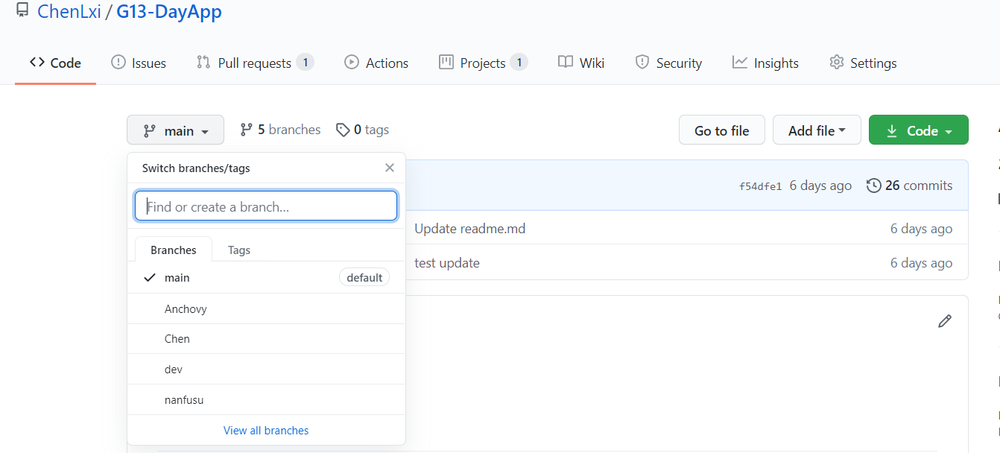 ChenLxi / G13-DayApp
Code Issues Pull requests 1 Actions Projects 1 Wiki Security Insights Settings
main 5 branches 0 tags Go to file Add file Code
Switch branches/tags
f54dfe1 6 days ago 26 commits
Find or create a branch...
Update readme.md 6 days ago
Branches Tags
test update 6 days ago
main default
Anchovy
Chen
dev
nanfusu
View all branches